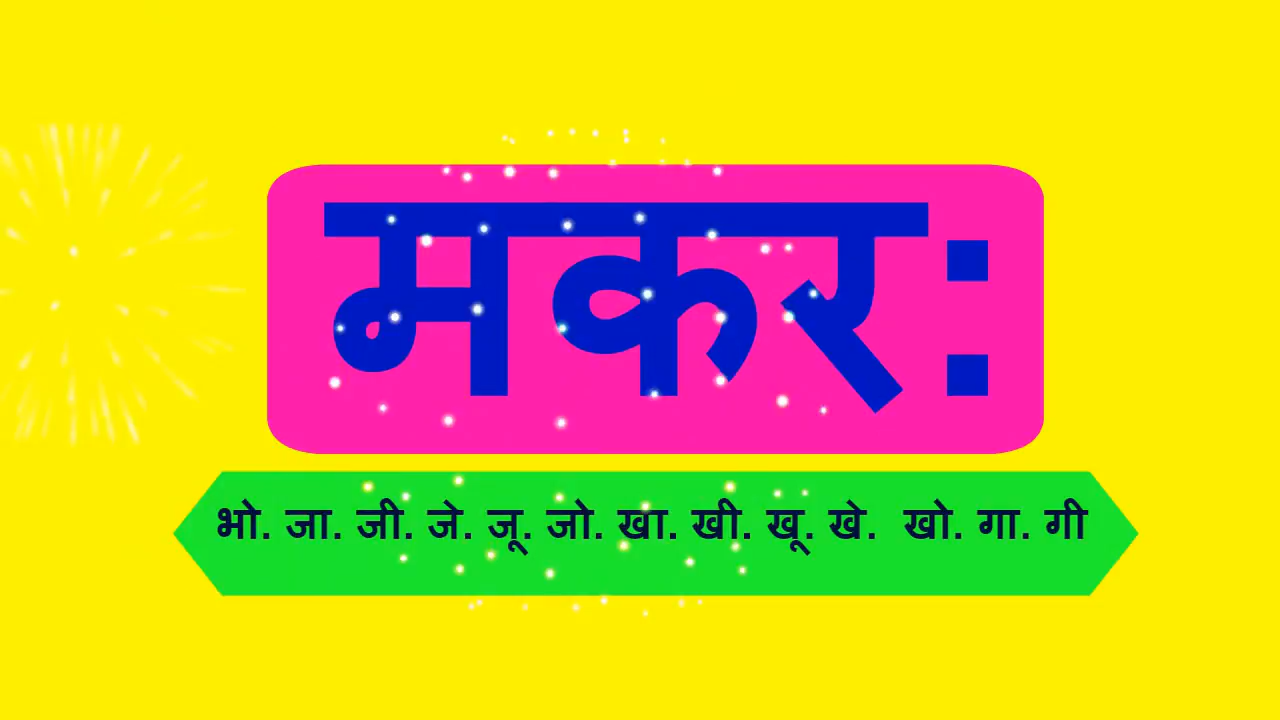 मकर:
भो. जा. जी. जे. जू. जो. खा. खी. खू. खे. खो. गा. गी